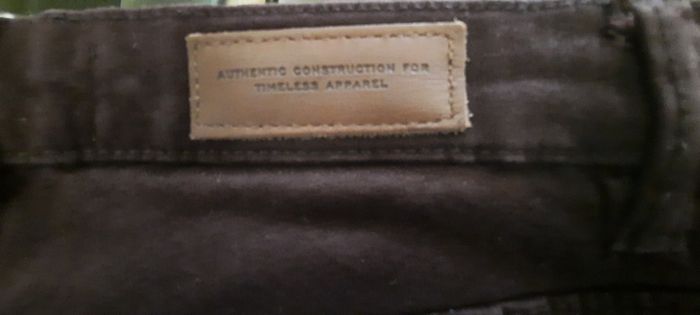 AUTHENTIC CONSTRUCTION FOR
TIMELESS APPAREL